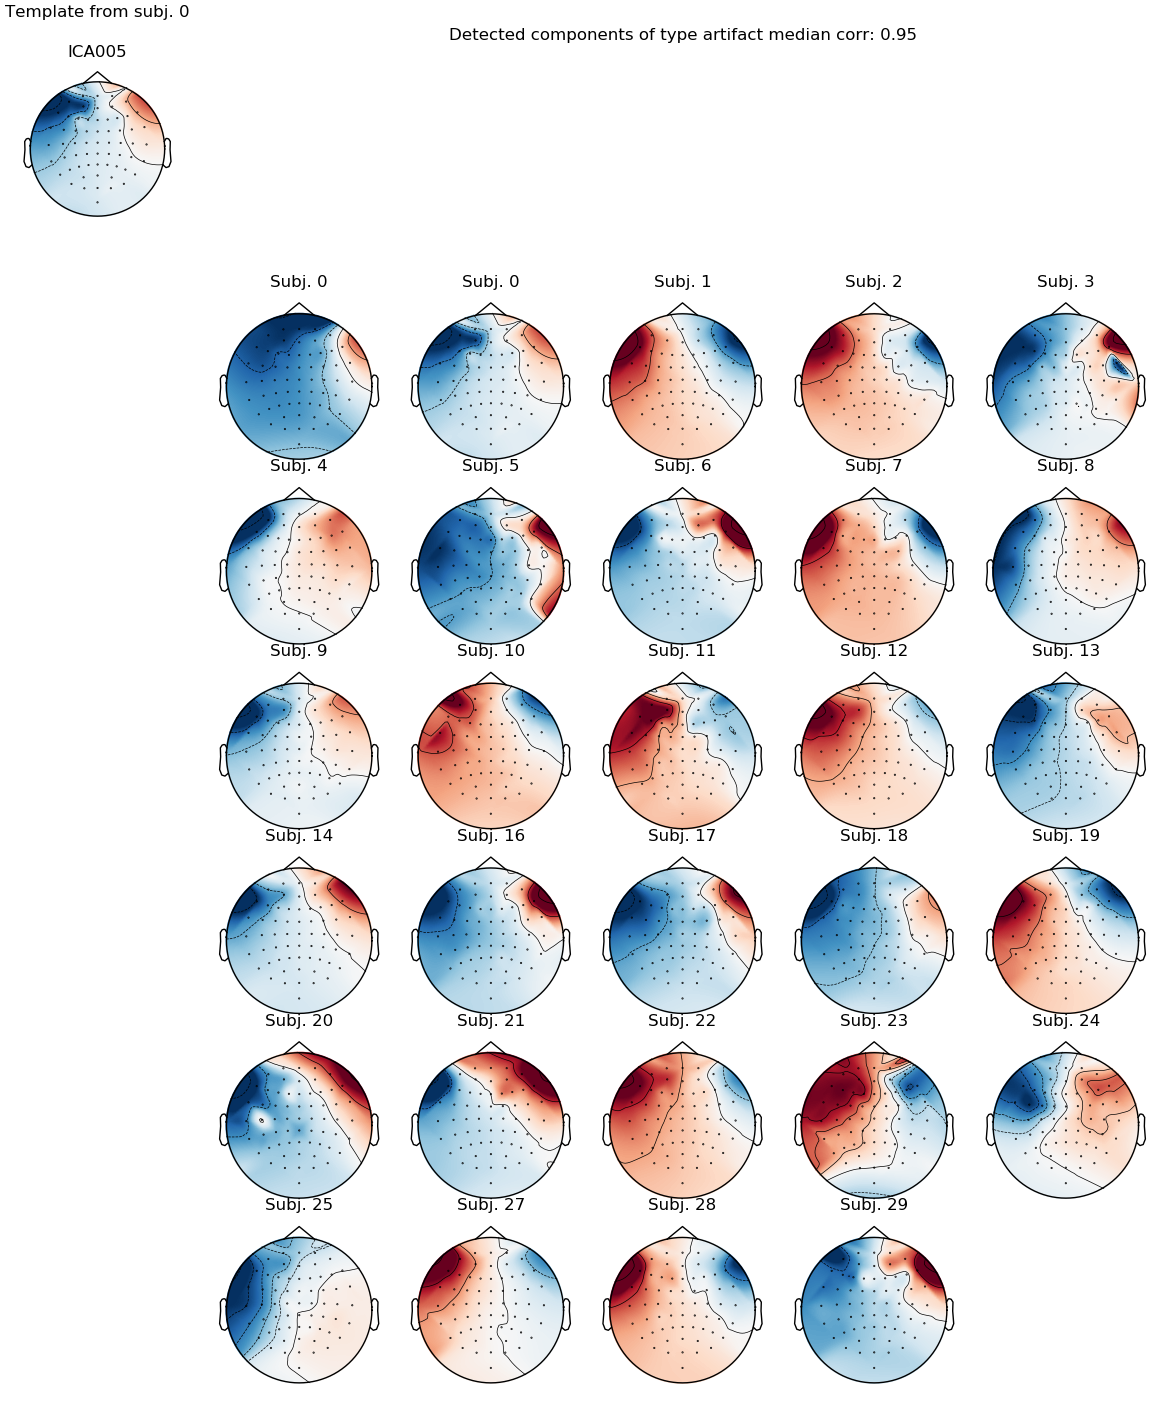 Template from subj. 0
Detected components of type artifact median corr: 0.95
ICA005
Subj. 0 Subj. 0 Subj. 1 Subj. 2 Subj. 3
Subj. 4 Subj. 5 Subj. 6 Subj. 7 Subj. 8
Subj. 9 Subj. 10 Subj. 11 Subj. 12 Subj. 13
Subj. 14 Subj. 16 Subj. 17 Subj. 18 Subj. 19
Subj. 20 Subj. 21 Subj. 22 Subj. 23 Subj. 24
Subj. 25 Subj. 27 Subj. 28 Subj. 29